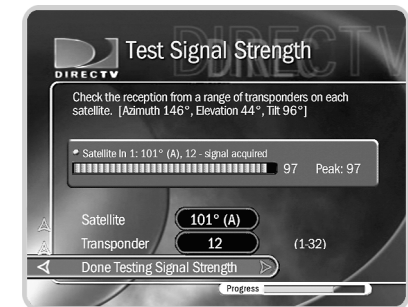 DIRECTV
Test Signal Strength
DIRECTV
Check the reception from a range of transponders on each
satellite. [Azimuth 146°, Elevation 44°, Tilt 96°]
Satellite In 1: 101° (A), 12 - signal acquired
97 Peak: 97
Satellite 101° (A)
Transponder 12 (1-32)
Done Testing Signal Strength
Progress